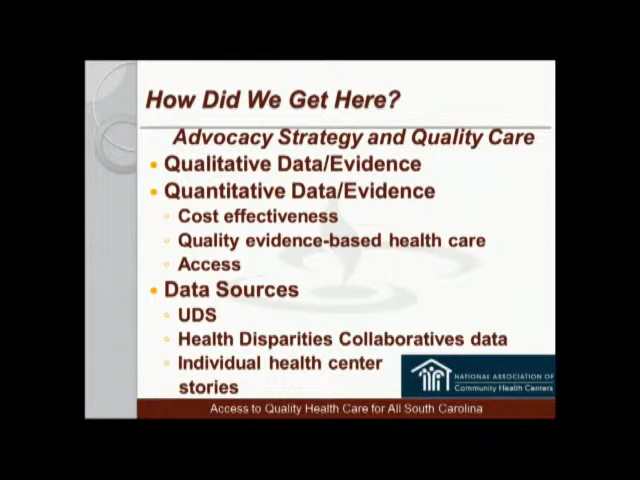 How Did We Get Here?
Advocacy Strategy and Quality Care
Qualitative Data/Evidence
Quantitative Data/Evidence
Cost effectiveness
Quality evidence-based health care
Access
Data Sources
UDS
Health Disparities Collaboratives data
Individual health center
stories
NATIONAL ASSOCIATION OF
Community Health Centers
Access to Quality Health Care for All South Carolina